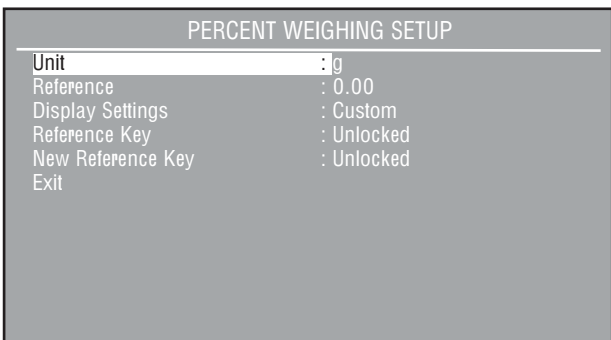 PERCENT WEIGHING SETUP
Unit : g
Reference : 0.00
Display Settings : Custom
Reference Key : Unlocked
New Reference Key : Unlocked
Exit